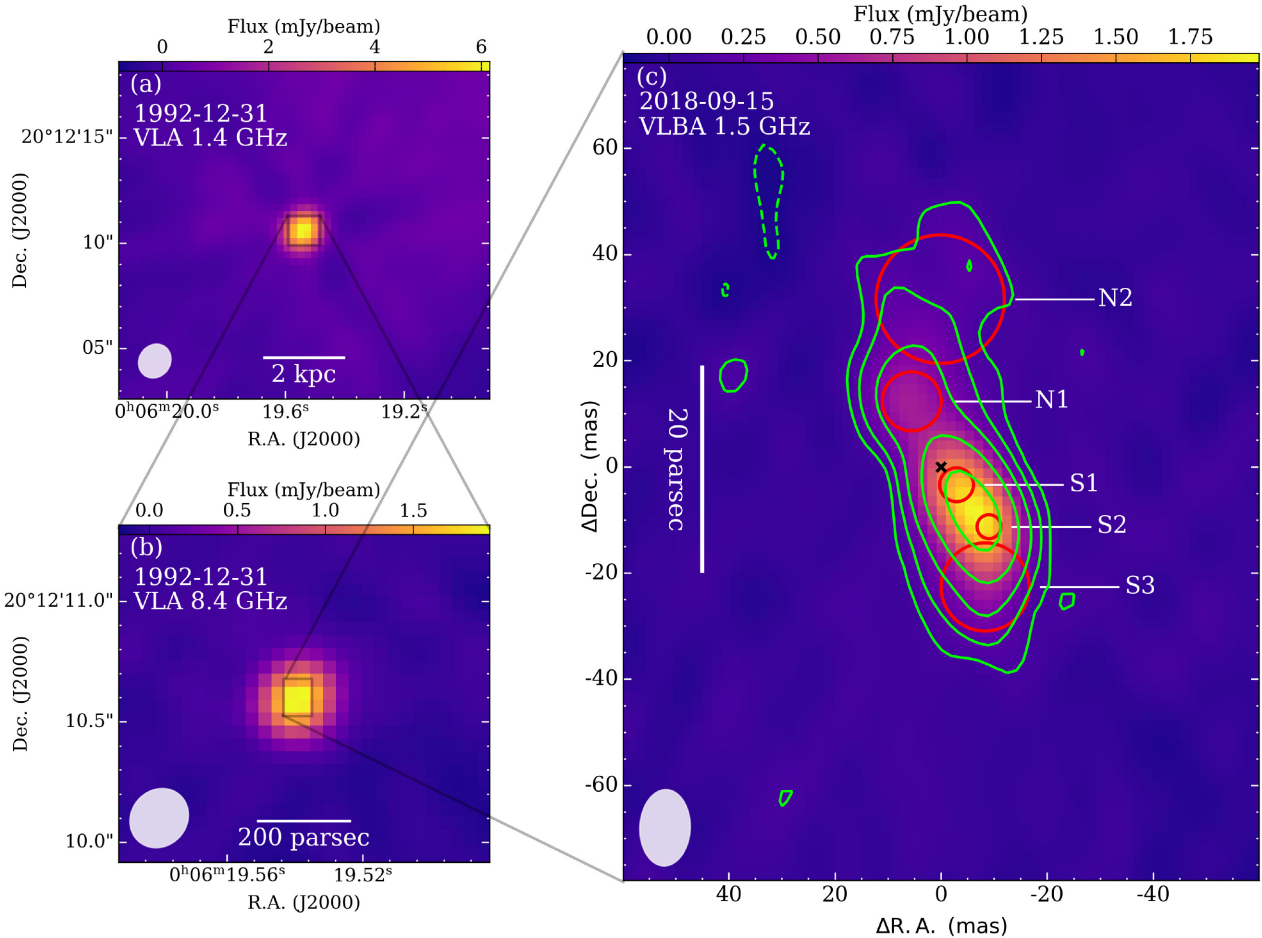 Flux (mJy/beam)
0 2 4 6
(a)
1992-12-31
VLA 1.4 GHz
20°12'15"
10"
05"
Dec. (J2000)
2 kpc
0ʰ06ᵐ20.0ˢ 19.6ˢ 19.2ˢ
R.A. (J2000)
Flux (mJy/beam)
0.0 0.5 1.0 1.5
(b)
1992-12-31
VLA 8.4 GHz
20°12'11.0"
10.5"
10.0"
Dec. (J2000)
200 parsec
0ʰ06ᵐ19.56ˢ 19.52ˢ
R.A. (J2000)
Flux (mJy/beam)
0.00 0.25 0.50 0.75 1.00 1.25 1.50 1.75
(c)
2018-09-15
VLBA 1.5 GHz
60
40
20
0
-20
-40
-60
ΔDec. (mas)
20 parsec
N2
N1
S1
S2
S3
40 20 0 -20 -40
ΔR.A. (mas)